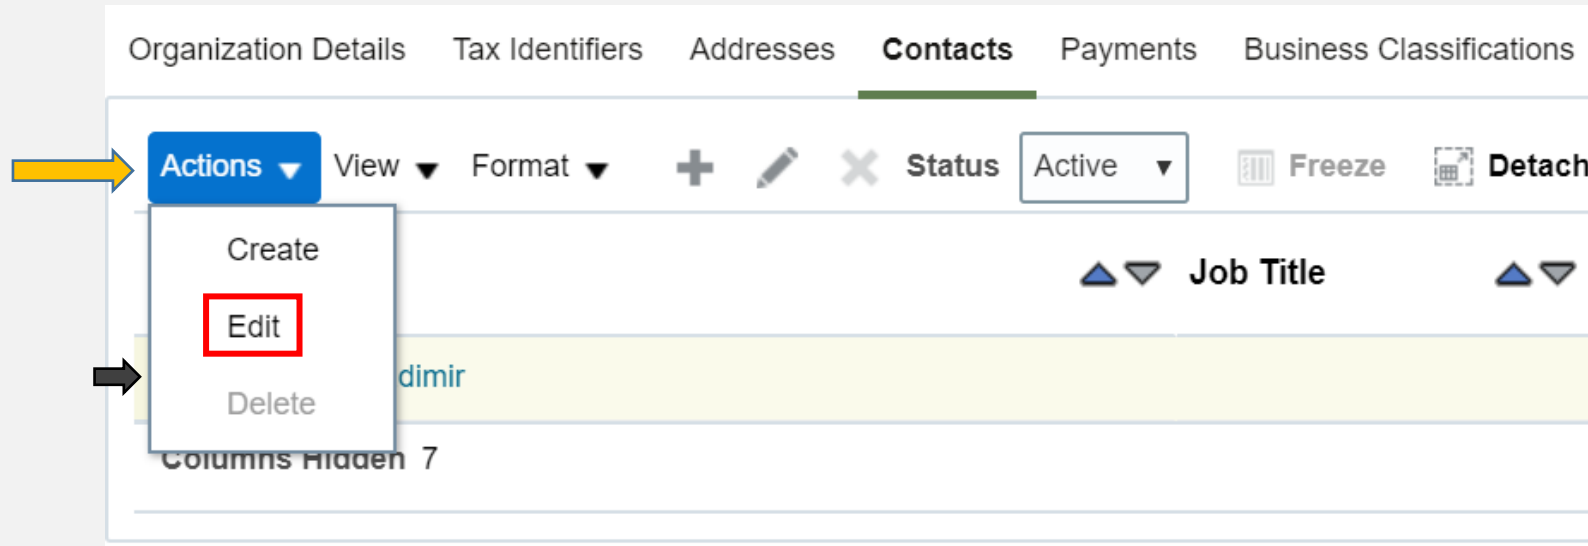 Organization Details Tax Identifiers Addresses Contacts Payments Business Classifications
Actions View Format Status Active Freeze Detach
Create
Job Title
Edit
dimir
Delete
Columns Hidden 7